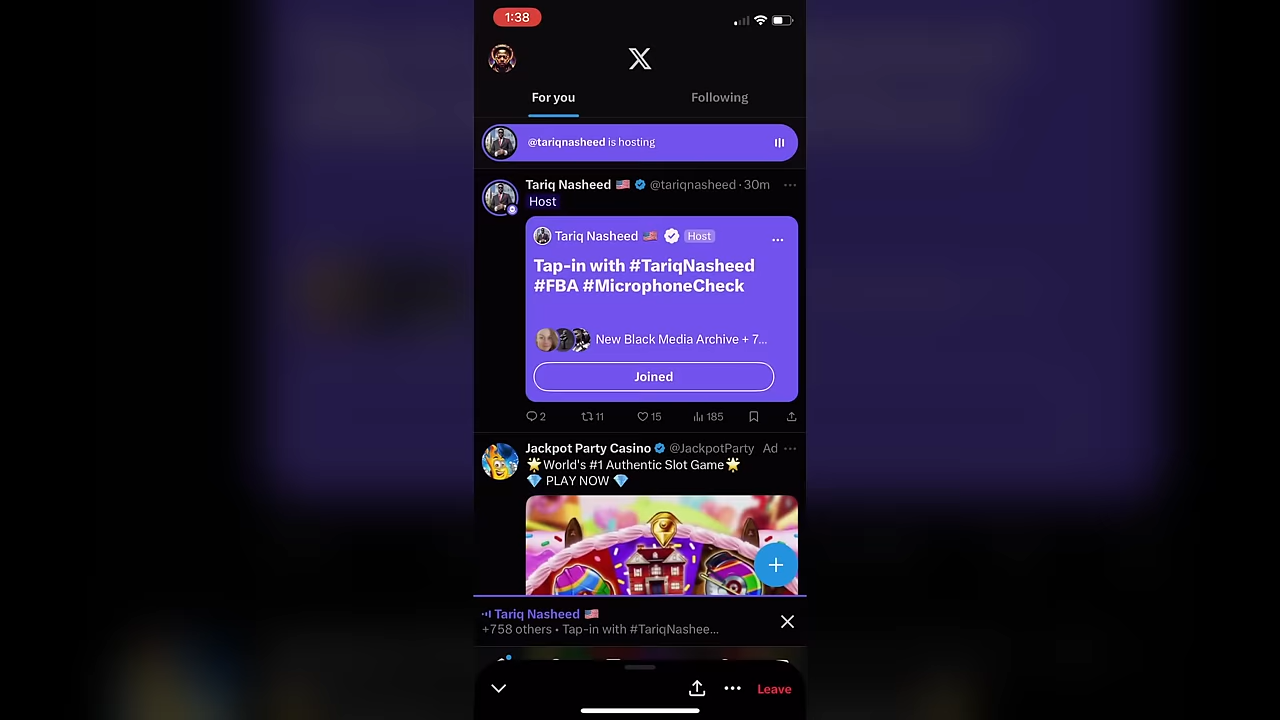 1:38
For you Following
@tariqnasheed is hosting
Tariq Nasheed 🇺🇸 @tariqnasheed · 30m
Host
Tariq Nasheed 🇺🇸 Host
Tap-in with #TariqNasheed
#FBA #MicrophoneCheck
New Black Media Archive + 7...
Joined
2 11 15 185
Jackpot Party Casino @JackpotParty Ad
🌟World's #1 Authentic Slot Game🌟
💎 PLAY NOW 💎
Tariq Nasheed 🇺🇸
+758 others • Tap-in with #TariqNashee...
Leave